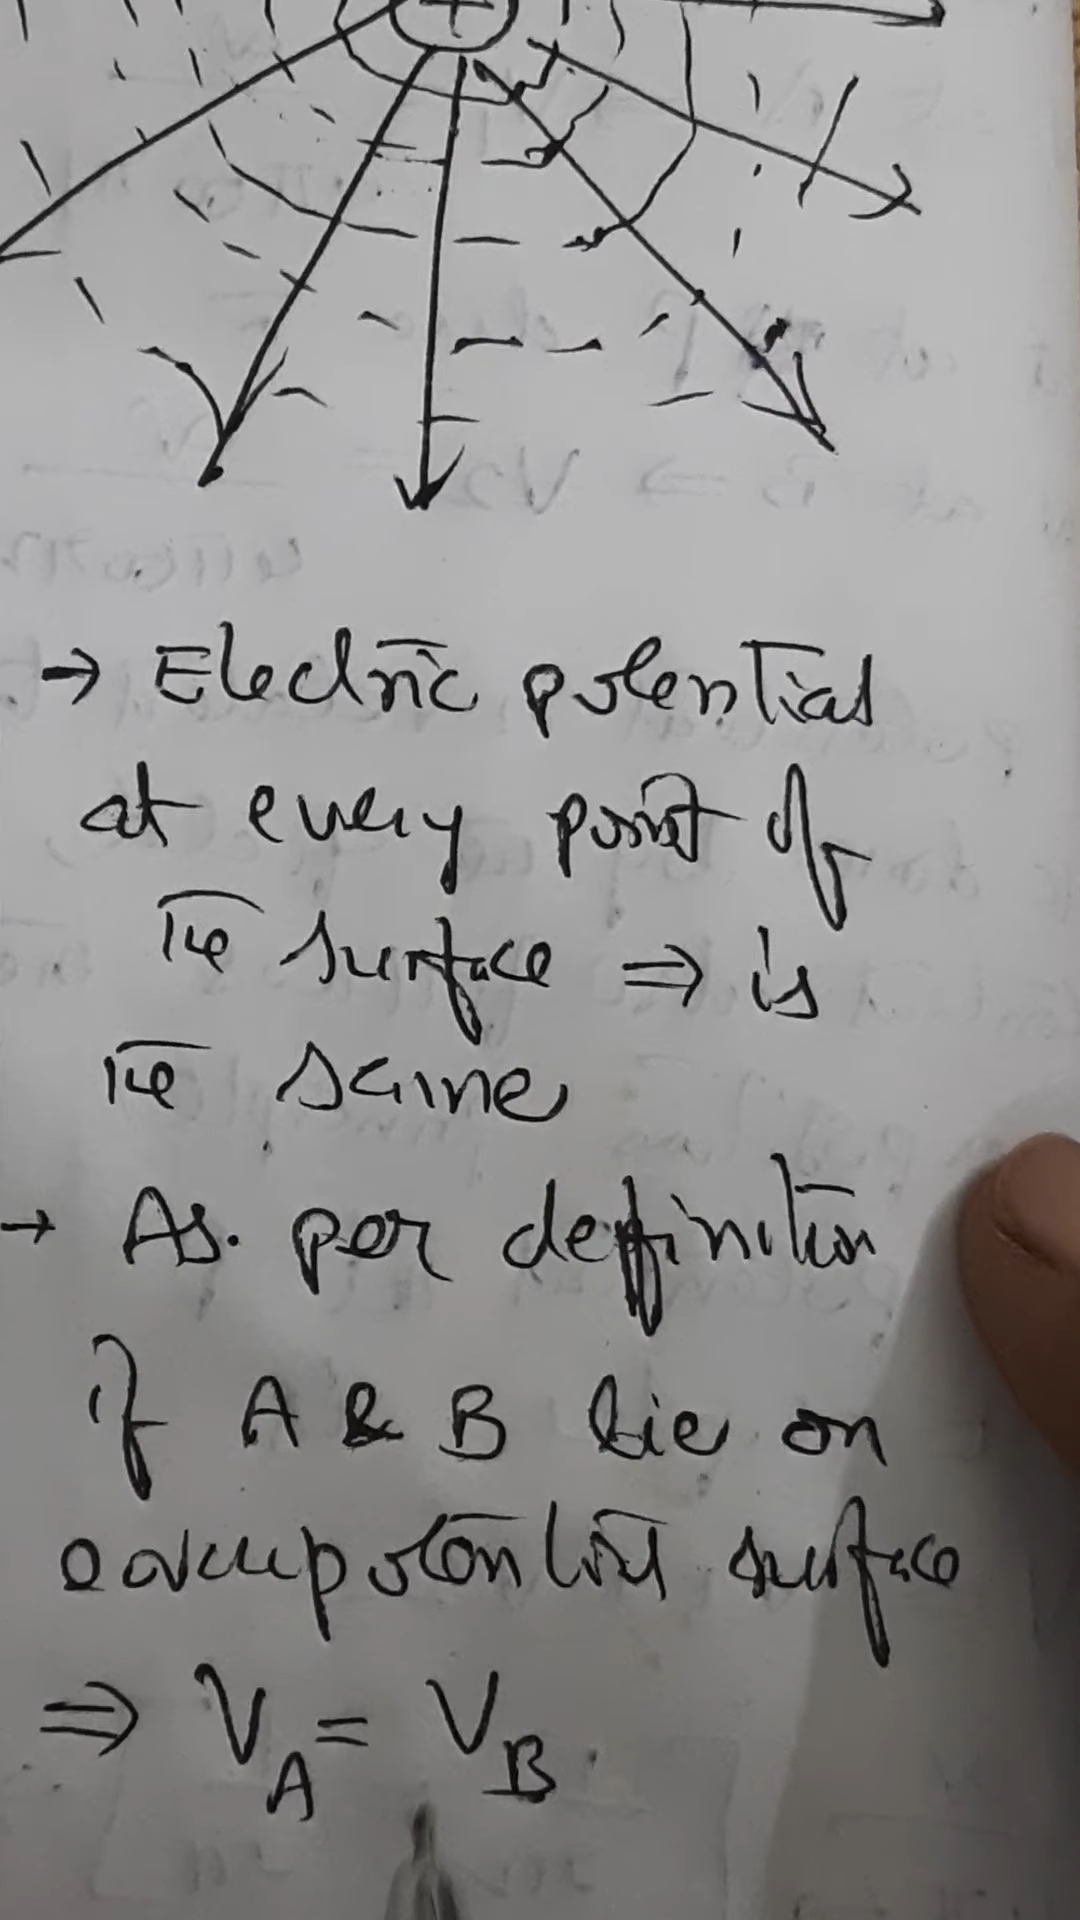 +
→ Electric potential
at every point of
the surface ⇒ is
the same
→ As. per definition
if A & B lie on
equipotential surface
⇒ V_A = V_B.